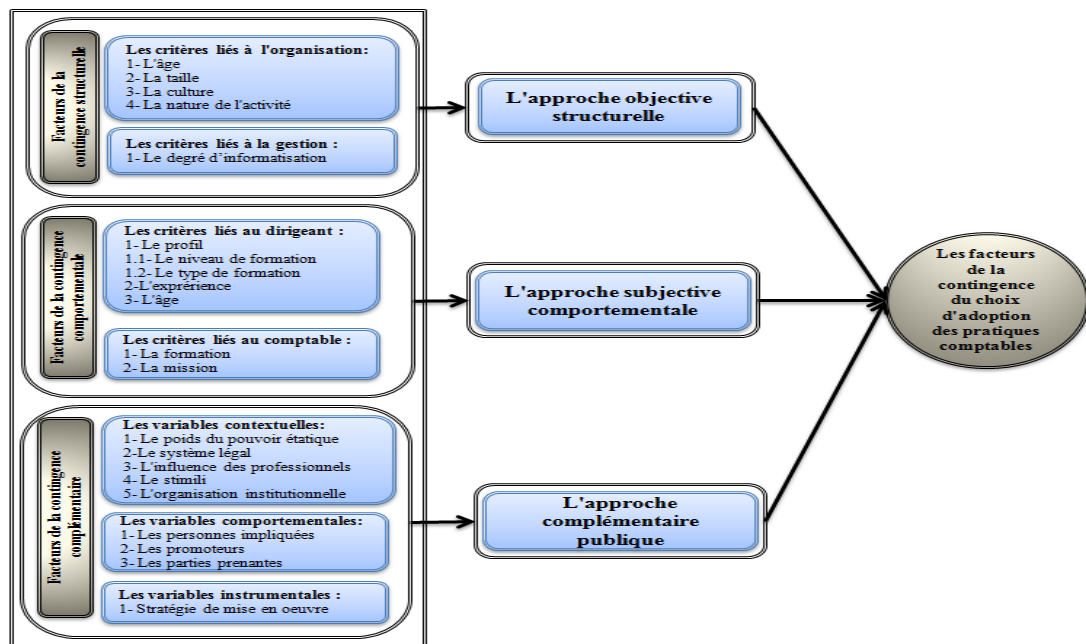 Facteurs de la
contingence structurelle
Les critères liés à l'organisation:
1- L'âge
2- La taille
3- La culture
4- La nature de l'activité
Les critères liés à la gestion :
1- Le degré d'informatisation
L'approche objective
structurelle
Facteurs de la contingence
comportementale
Les critères liés au dirigeant :
1- Le profil
1.1- Le niveau de formation
1.2- Le type de formation
2-L'exprérience
3- L'âge
Les critères liés au comptable :
1- La formation
2- La mission
L'approche subjective
comportementale
Facteurs de la contingence
complémentaire
Les variables contextuelles:
1- Le poids du pouvoir étatique
2-Le système légal
3- L'influence des professionnels
4- Le stimili
5- L'organisation institutionnelle
Les variables comportementales:
1- Les personnes impliquées
2- Les promoteurs
3- Les parties prenantes
Les variables instrumentales :
1- Stratégie de mise en oeuvre
L'approche
complémentaire
publique
Les facteurs
de la
contingence
du choix
d'adoption
des pratiques
comptables